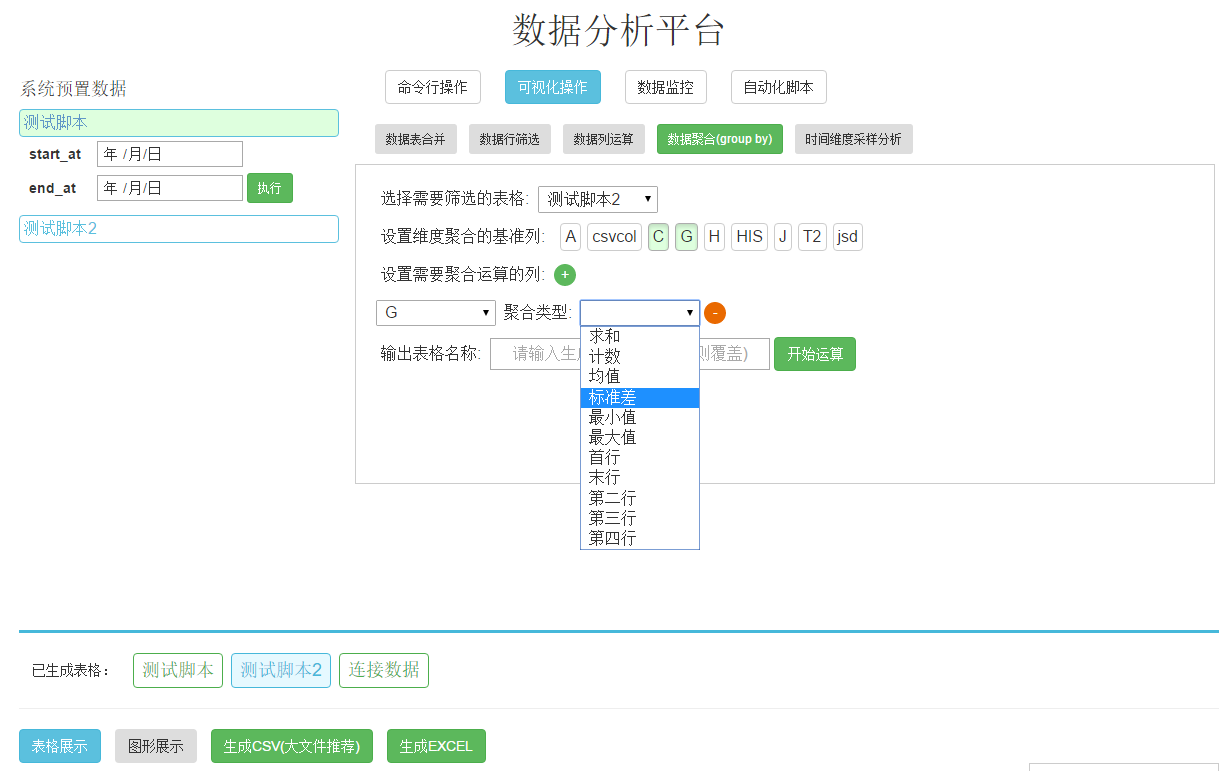 数据分析平台
系统预置数据
测试脚本
start_at 年 /月/日
end_at 年 /月/日 执行
测试脚本2
命令行操作 可视化操作 数据监控 自动化脚本
数据表合并 数据行筛选 数据列运算 数据聚合(group by) 时间维度采样分析
选择需要筛选的表格: 测试脚本2
设置维度聚合的基准列: A csvcol C G H HIS J T2 jsd
设置需要聚合运算的列: +
G 聚合类型: -
求和
计数
均值
标准差
最小值
最大值
首行
末行
第二行
第三行
第四行
输出表格名称: 请输入生 则覆盖) 开始运算
已生成表格： 测试脚本 测试脚本2 连接数据
表格展示 图形展示 生成CSV(大文件推荐) 生成EXCEL